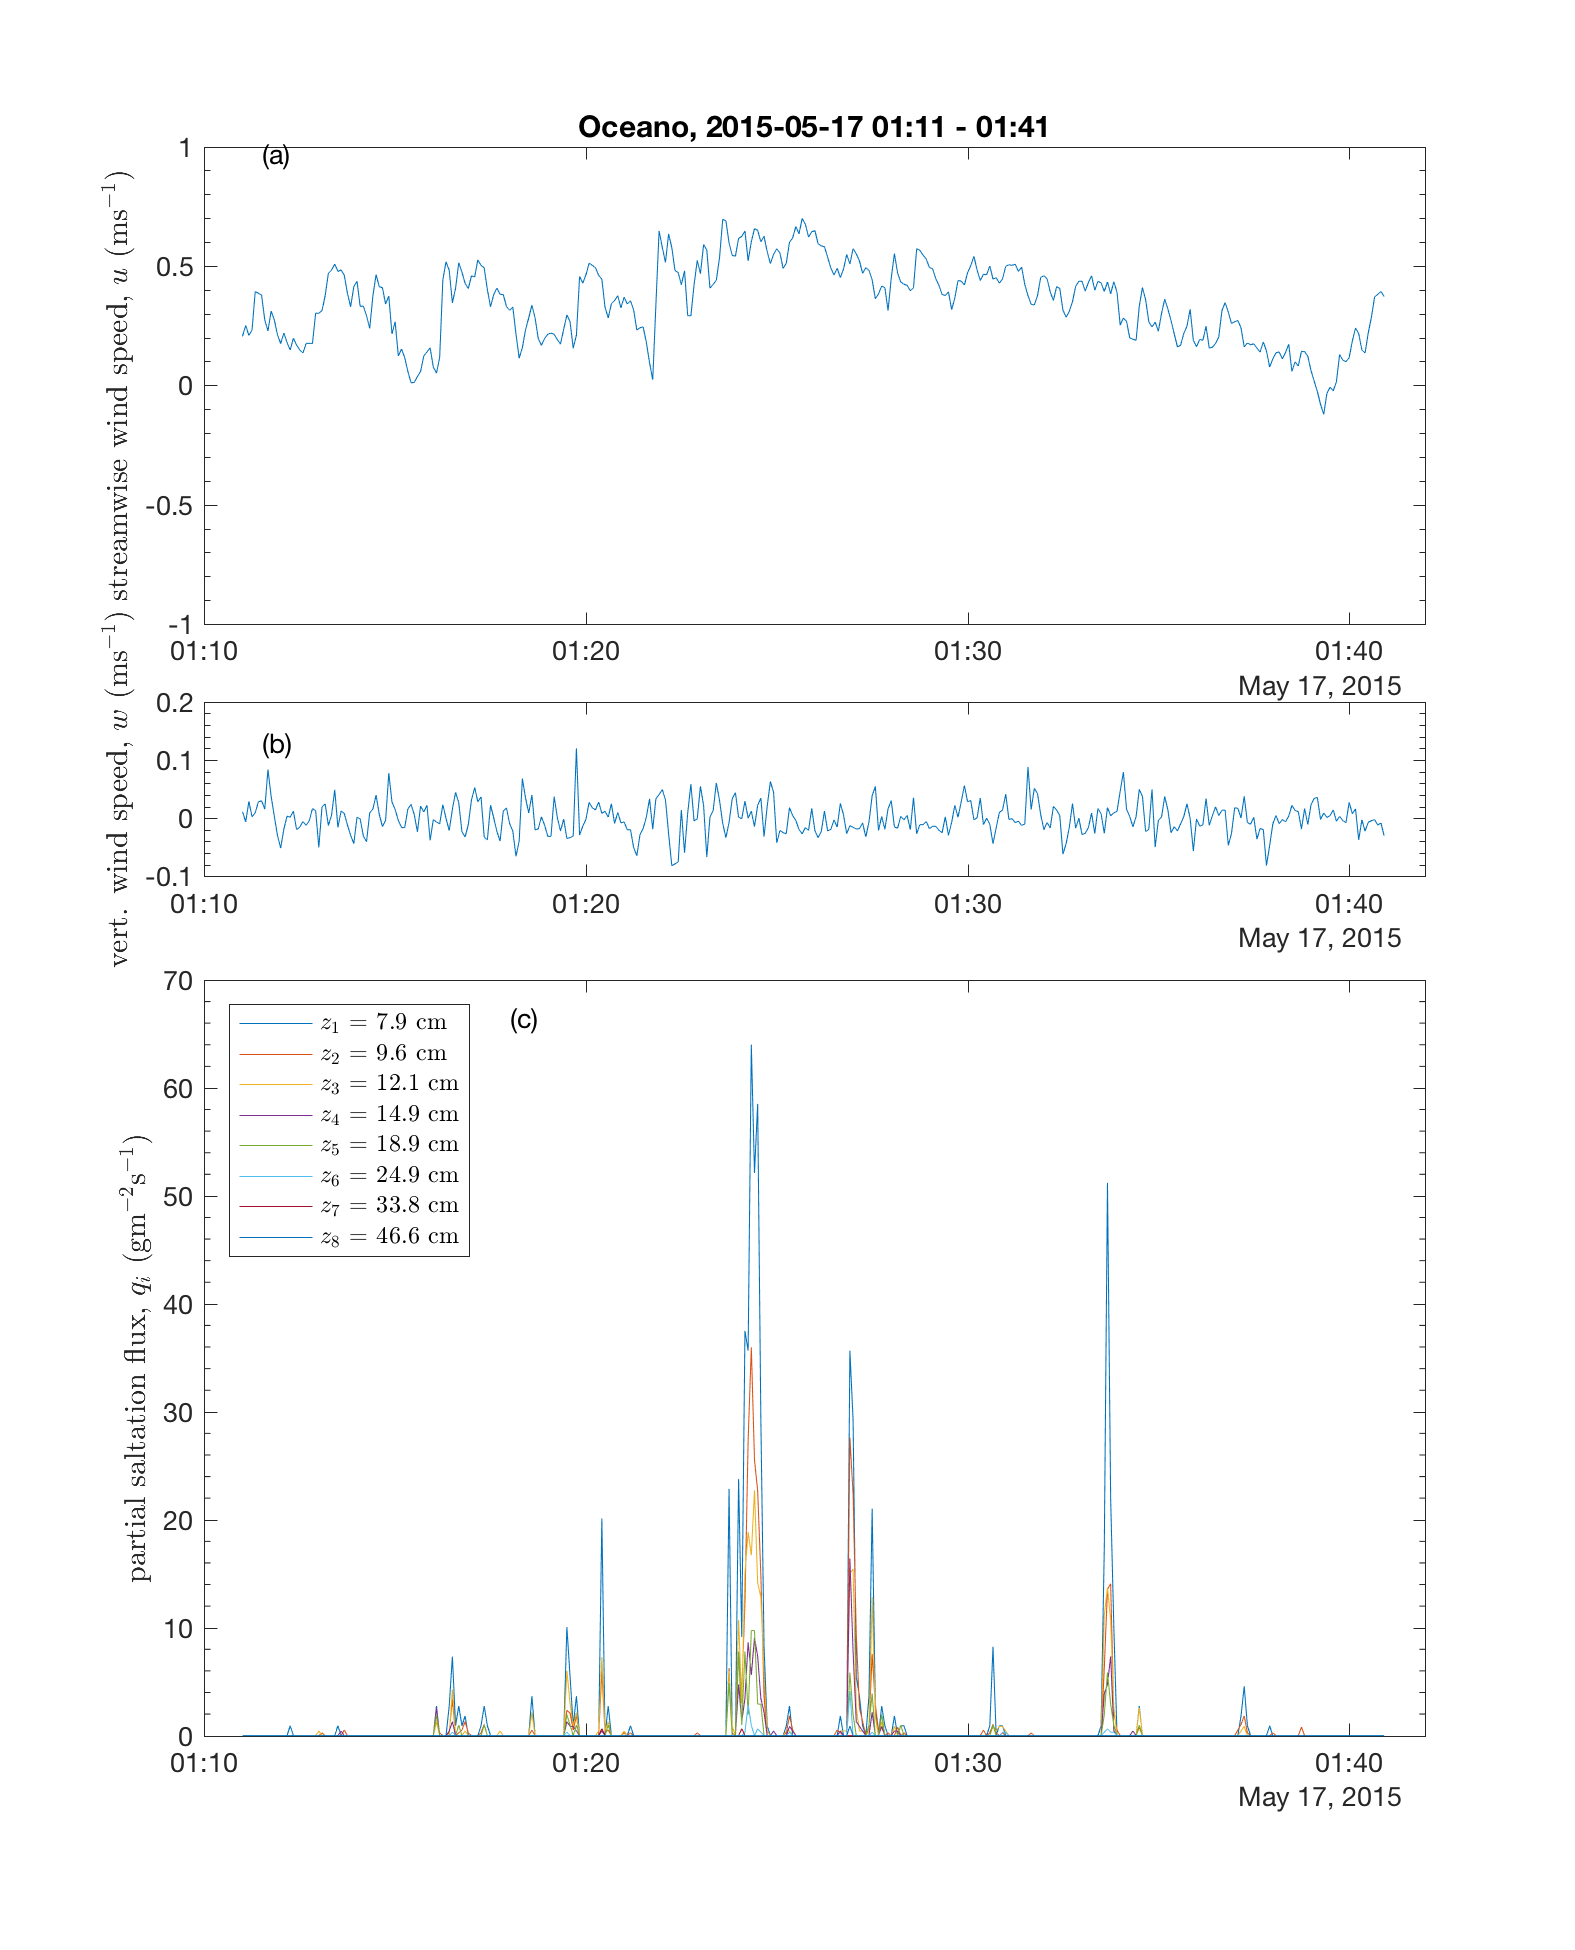 Oceano, 2015-05-17 01:11 - 01:41
(a)
streamwise wind speed, u (ms⁻¹)
1
0.5
0
-0.5
-1
01:10 01:20 01:30 01:40
May 17, 2015
(b)
vert. wind speed, w (ms⁻¹)
0.2
0.1
0
-0.1
01:10 01:20 01:30 01:40
May 17, 2015
(c)
partial saltation flux, qᵢ (gm⁻²s⁻¹)
70
60
50
40
30
20
10
0
z₁ = 7.9 cm
z₂ = 9.6 cm
z₃ = 12.1 cm
z₄ = 14.9 cm
z₅ = 18.9 cm
z₆ = 24.9 cm
z₇ = 33.8 cm
z₈ = 46.6 cm
01:10 01:20 01:30 01:40
May 17, 2015